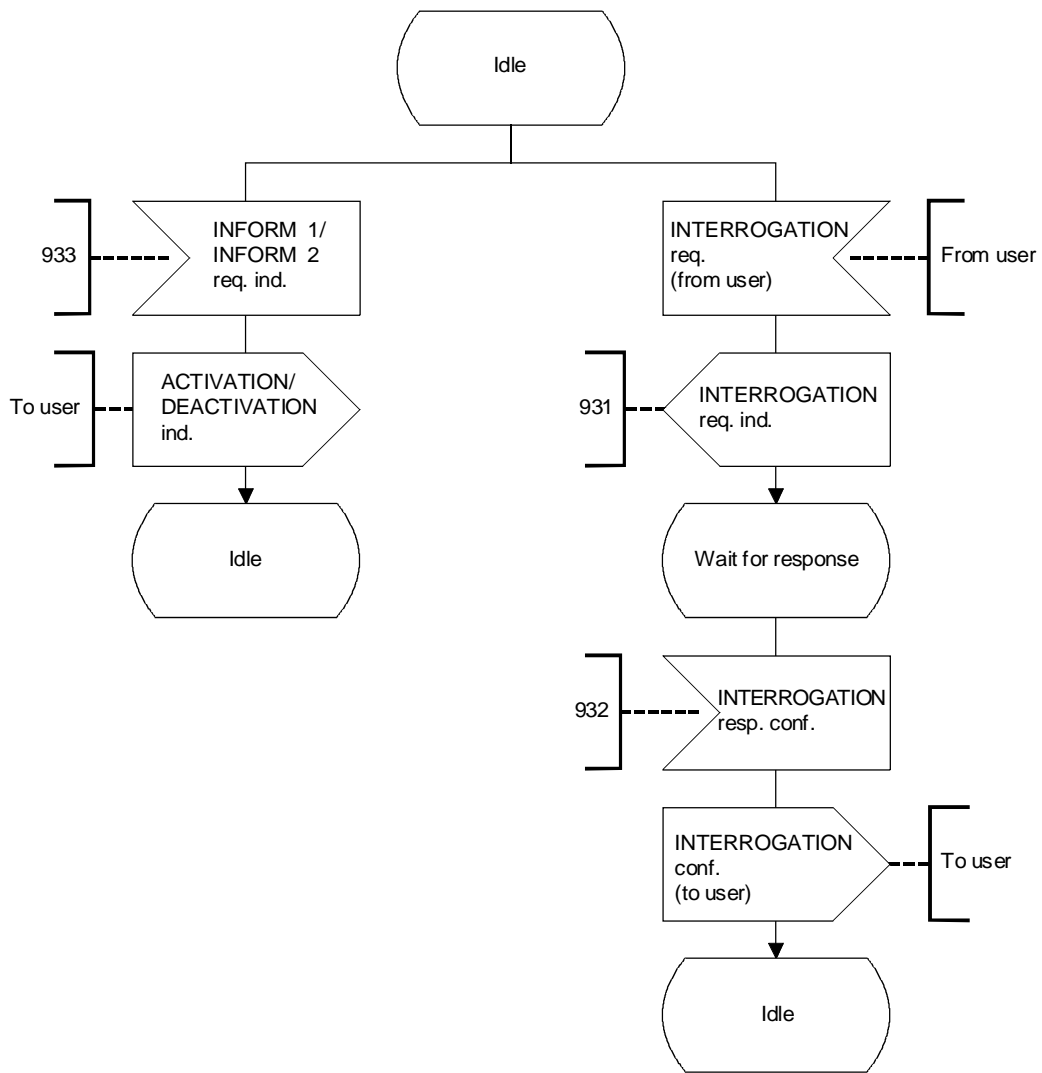 Idle
933
INFORM 1/
INFORM 2
req. ind.
INTERROGATION
req.
(from user)
From user
To user
ACTIVATION/
DEACTIVATION
ind.
931
INTERROGATION
req. ind.
Idle
Wait for response
932
INTERROGATION
resp. conf.
INTERROGATION
conf.
(to user)
To user
Idle